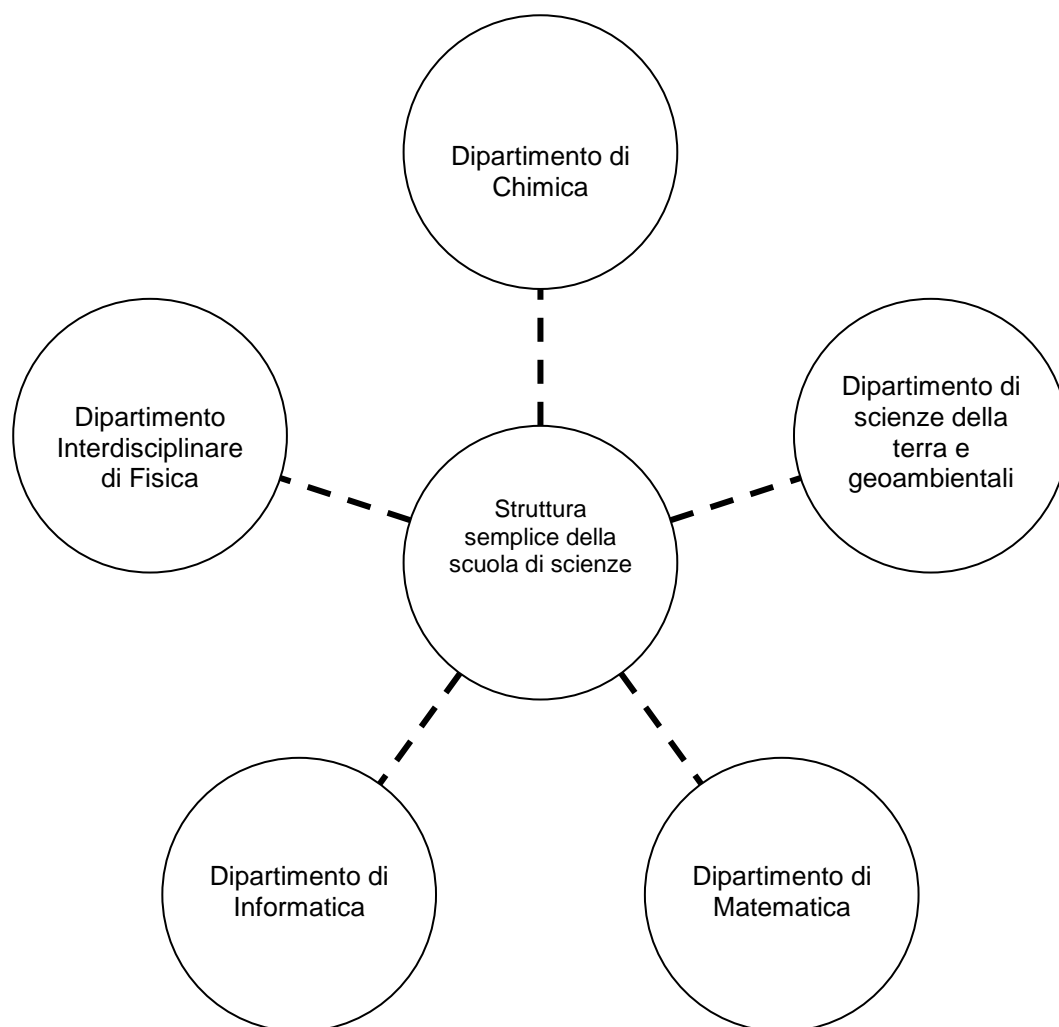 Dipartimento di
Chimica
Dipartimento
Interdisciplinare
di Fisica
Dipartimento di
scienze della
terra e
geoambientali
Struttura
semplice della
scuola di scienze
Dipartimento di
Informatica
Dipartimento di
Matematica